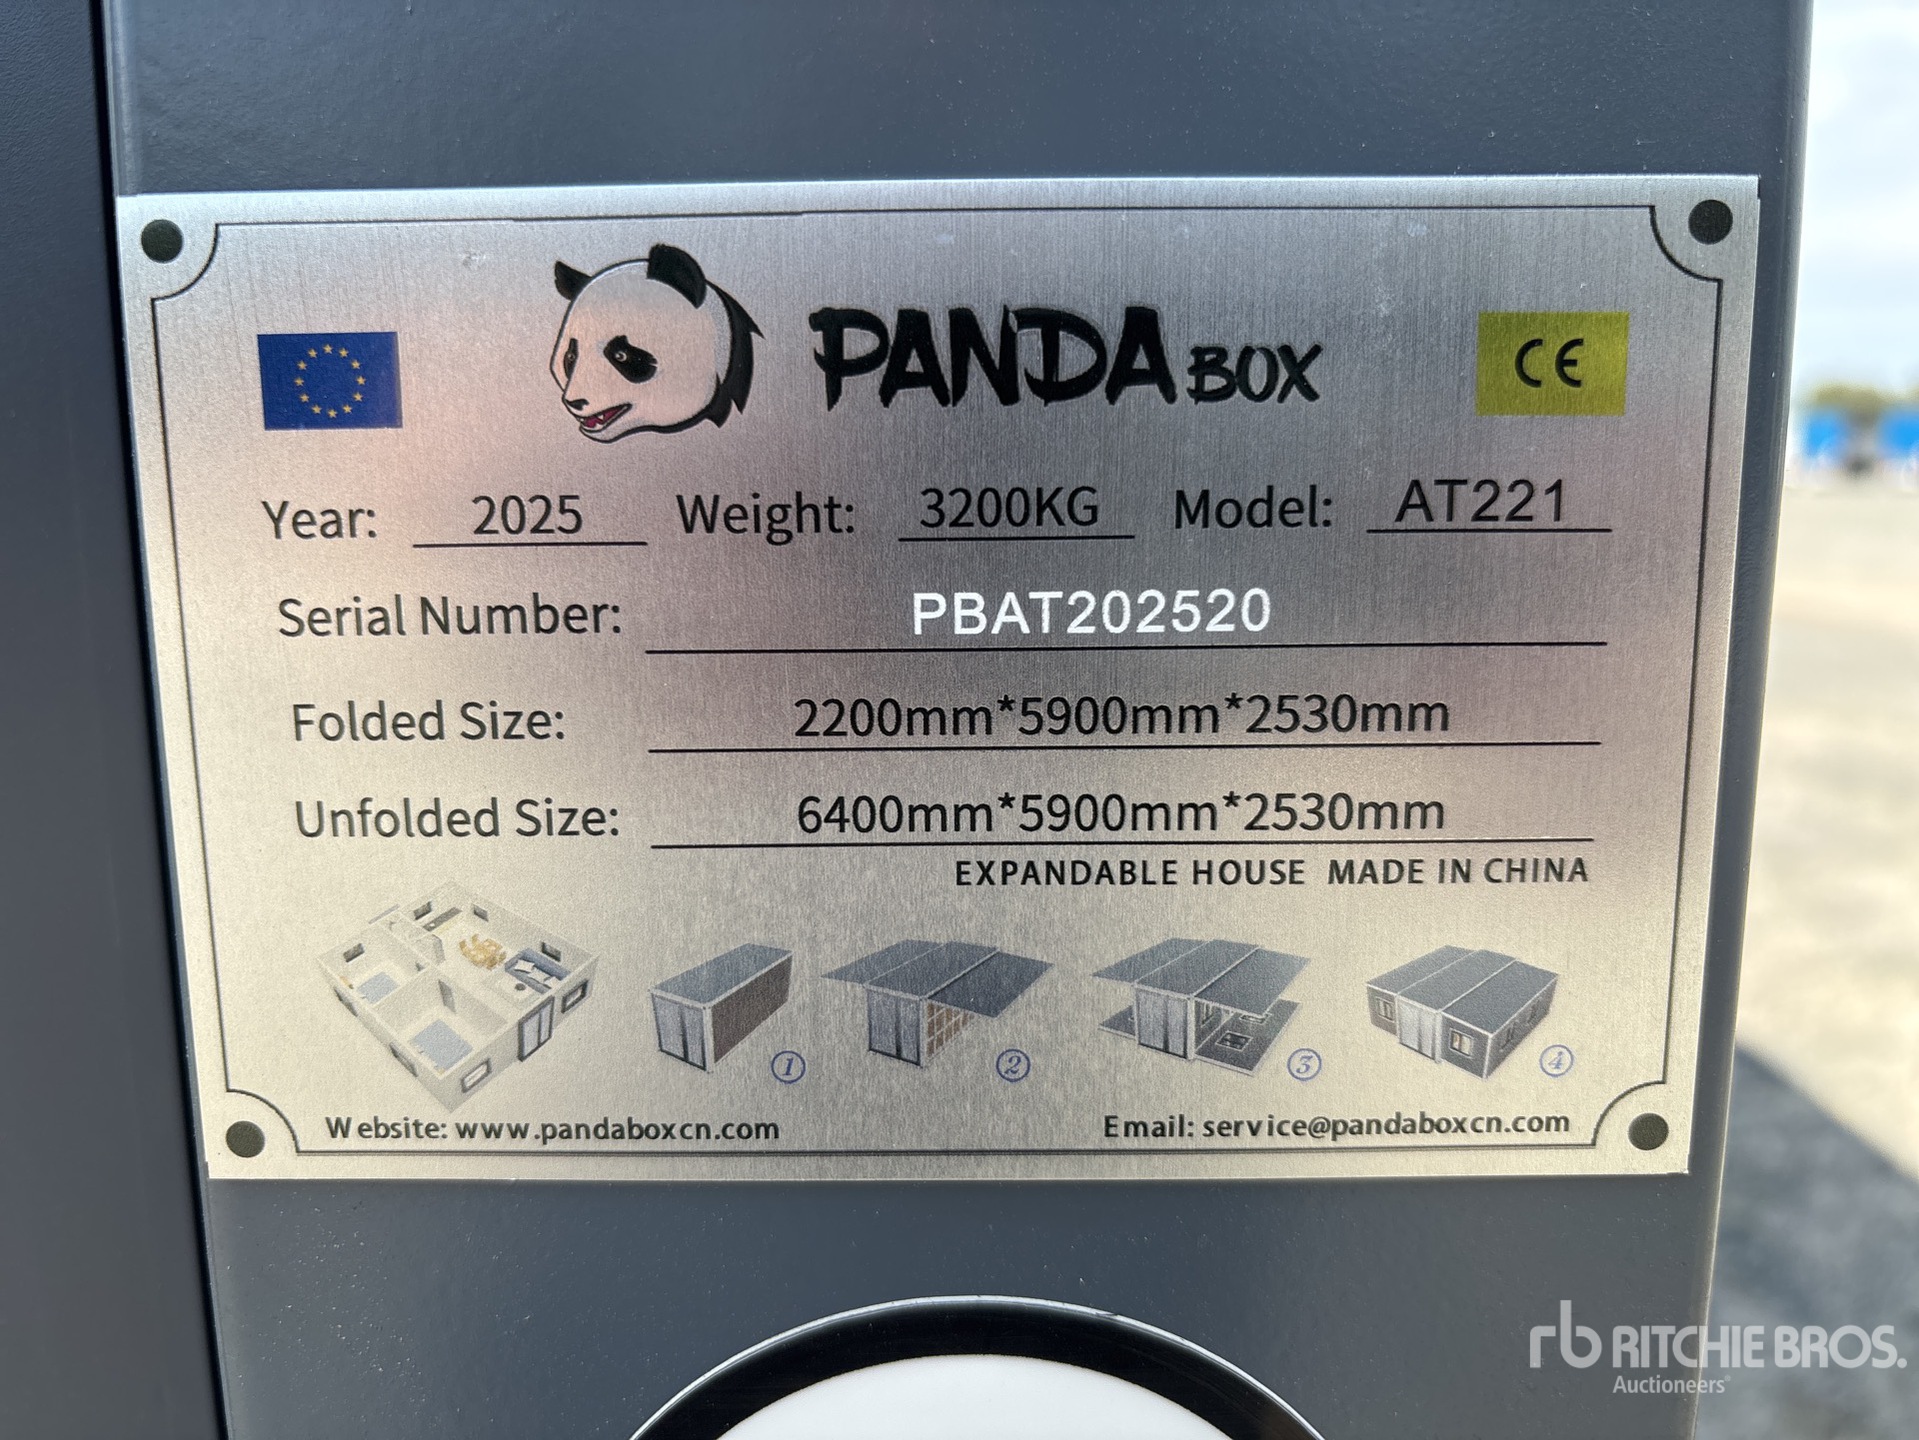 PANDA BOX
CE
Year: 2025 Weight: 3200KG Model: AT221
Serial Number: PBAT202520
Folded Size: 2200mm*5900mm*2530mm
Unfolded Size: 6400mm*5900mm*2530mm
EXPANDABLE HOUSE MADE IN CHINA
1 2 3 4
Website: www.pandaboxcn.com Email: service@pandaboxcn.com
rb RITCHIE BROS.
Auctioneers